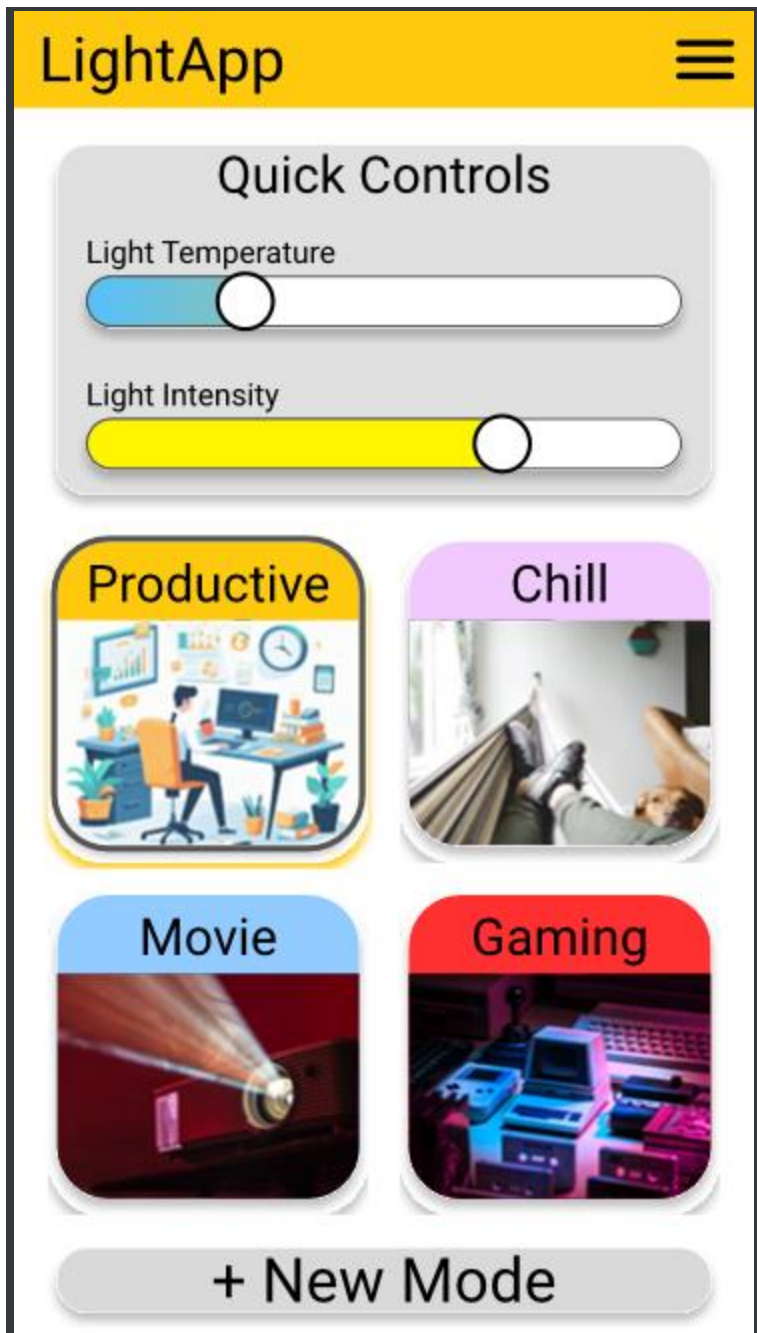 LightApp
Quick Controls
Light Temperature
Light Intensity
Productive
Chill
Movie
Gaming
+ New Mode